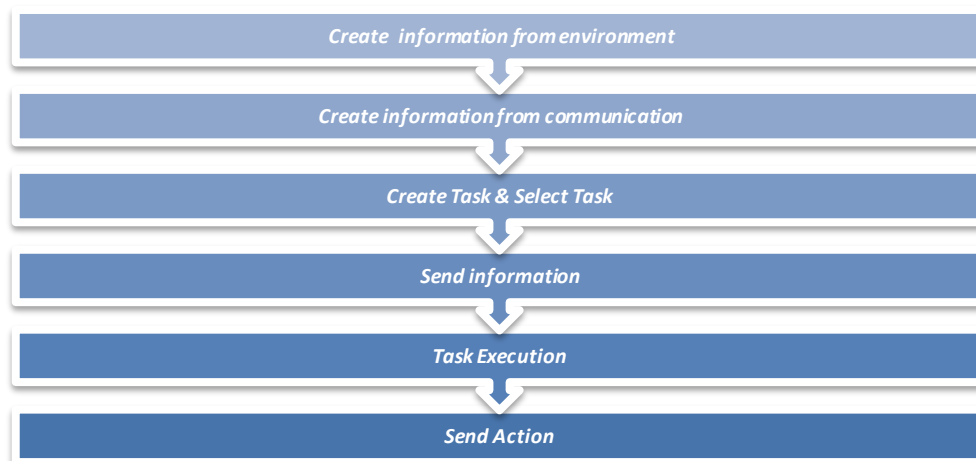 Create information from environment
Create information from communication
Create Task & Select Task
Send information
Task Execution
Send Action